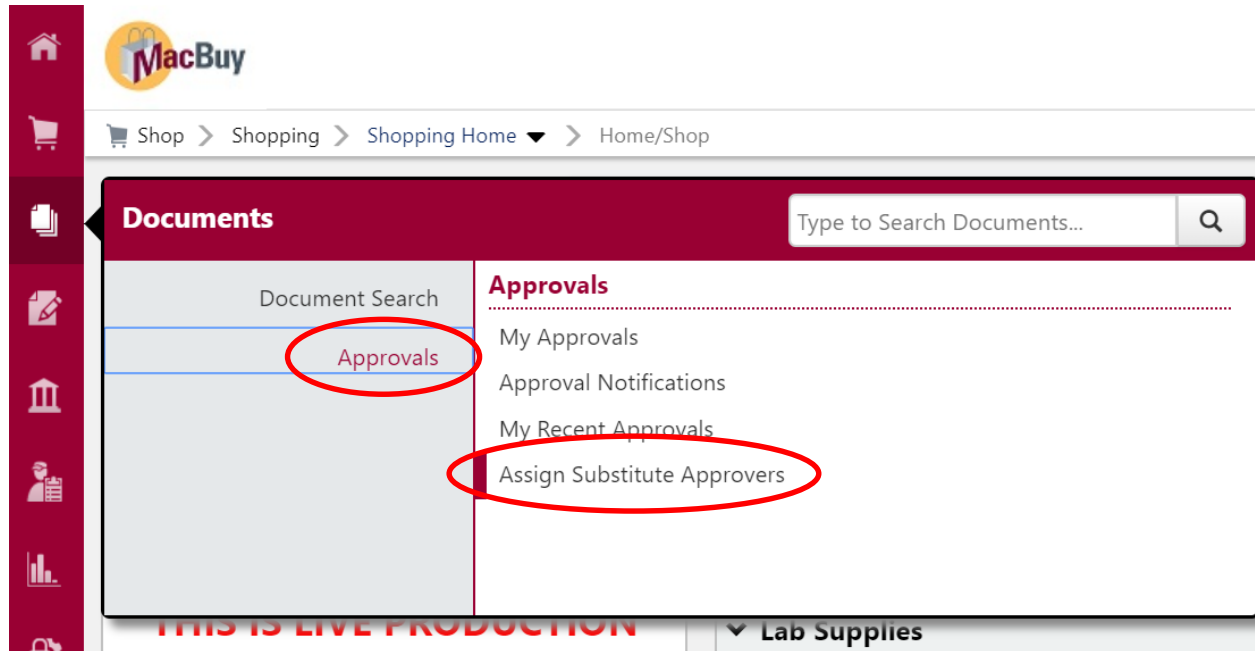 MacBuy
Shop > Shopping > Shopping Home > Home/Shop
Documents
Type to Search Documents...
Document Search
Approvals
Approvals
My Approvals
Approval Notifications
My Recent Approvals
Assign Substitute Approvers
THIS IS LIVE PRODUCTION
Lab Supplies